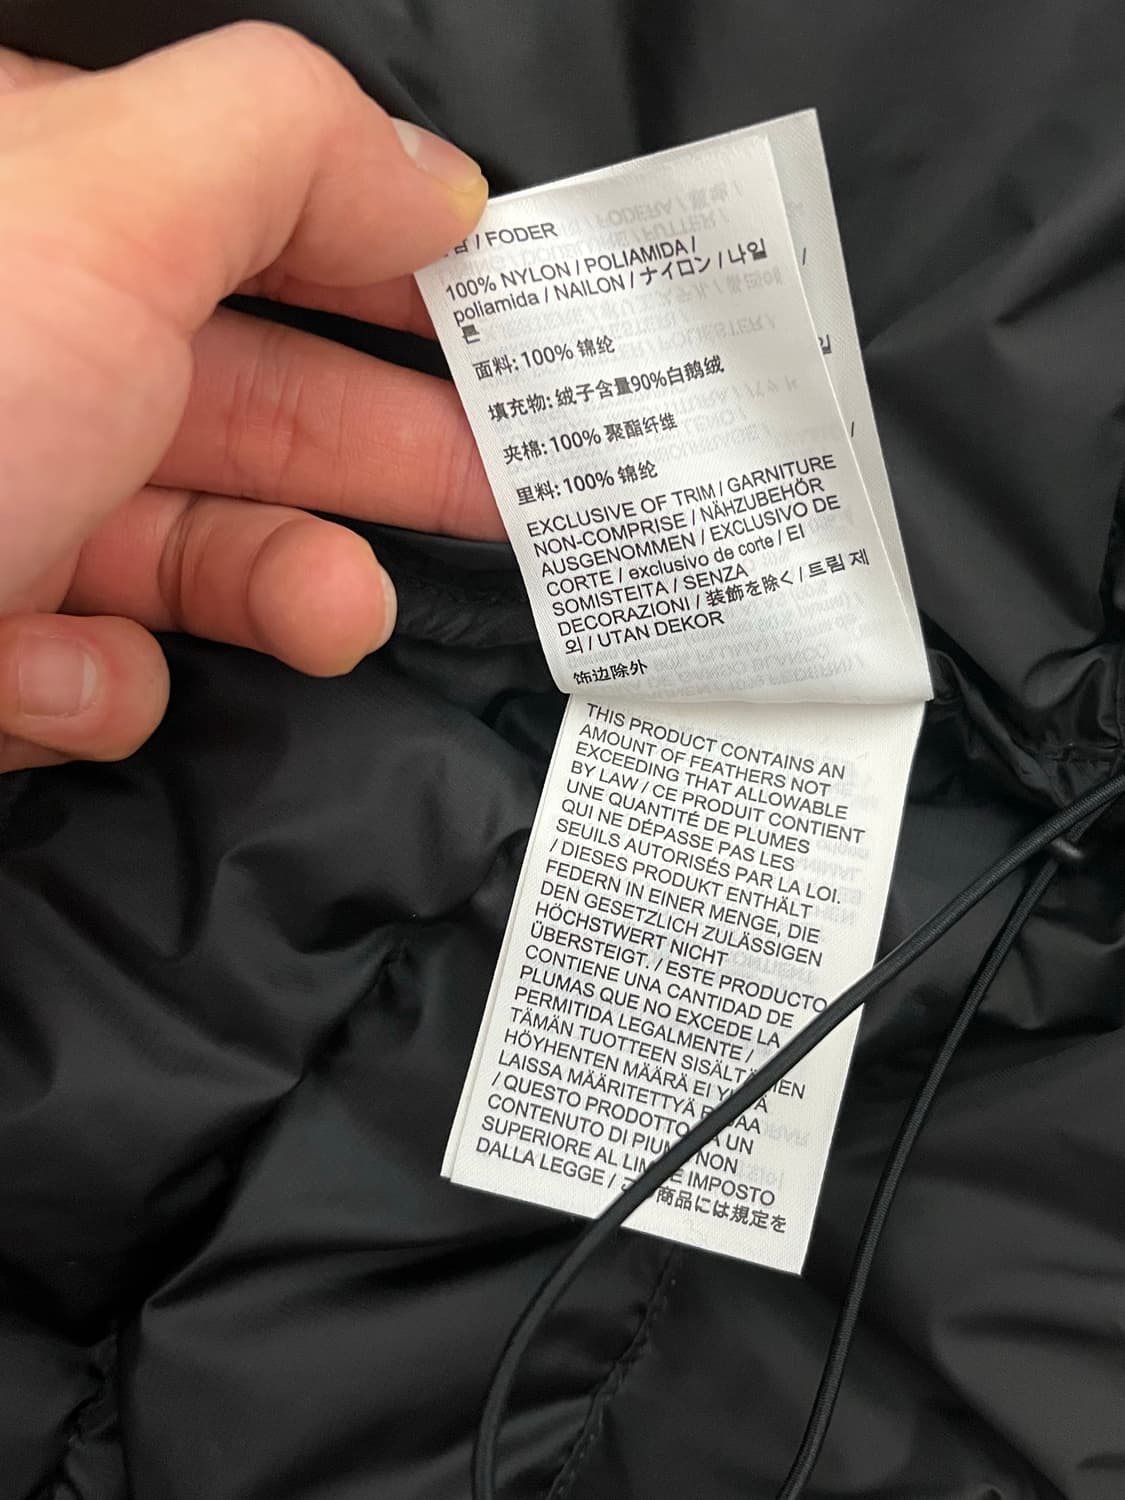 / FODER
100% NYLON / POLIAMIDA /
poliamida / NAILON / ナイロン / 나일
론
面料: 100% 锦纶
填充物: 绒子含量90%白鹅绒
夹棉: 100% 聚酯纤维
里料: 100% 锦纶
EXCLUSIVE OF TRIM / GARNITURE
NON-COMPRISE / NÄHZUBEHÖR
AUSGENOMMEN / EXCLUSIVO DE
CORTE / exclusivo de corte / EI
SOMISTEITA / SENZA
DECORAZIONI / 装飾を除く / 트림 제
외 / UTAN DEKOR
饰边除外
THIS PRODUCT CONTAINS AN
AMOUNT OF FEATHERS NOT
EXCEEDING THAT ALLOWABLE
BY LAW / CE PRODUIT CONTIENT
UNE QUANTITÉ DE PLUMES
QUI NE DÉPASSE PAS LES
SEUILS AUTORISÉS PAR LA LOI.
/ DIESES PRODUKT ENTHÄLT
FEDERN IN EINER MENGE, DIE
DEN GESETZLICH ZULÄSSIGEN
HÖCHSTWERT NICHT
ÜBERSTEIGT. / ESTE PRODUCTO
CONTIENE UNA CANTIDAD DE
PLUMAS QUE NO EXCEDE LA
PERMITIDA LEGALMENTE /
TÄMÄN TUOTTEEN SISÄLTÄMIEN
HÖYHENTEN MÄÄRÄ EI YLITÄ
LAISSA MÄÄRITETTYÄ RAJAA
/ QUESTO PRODOTTO HA UN
CONTENUTO DI PIUME NON
SUPERIORE AL LIMITE IMPOSTO
DALLA LEGGE / この商品には規定を